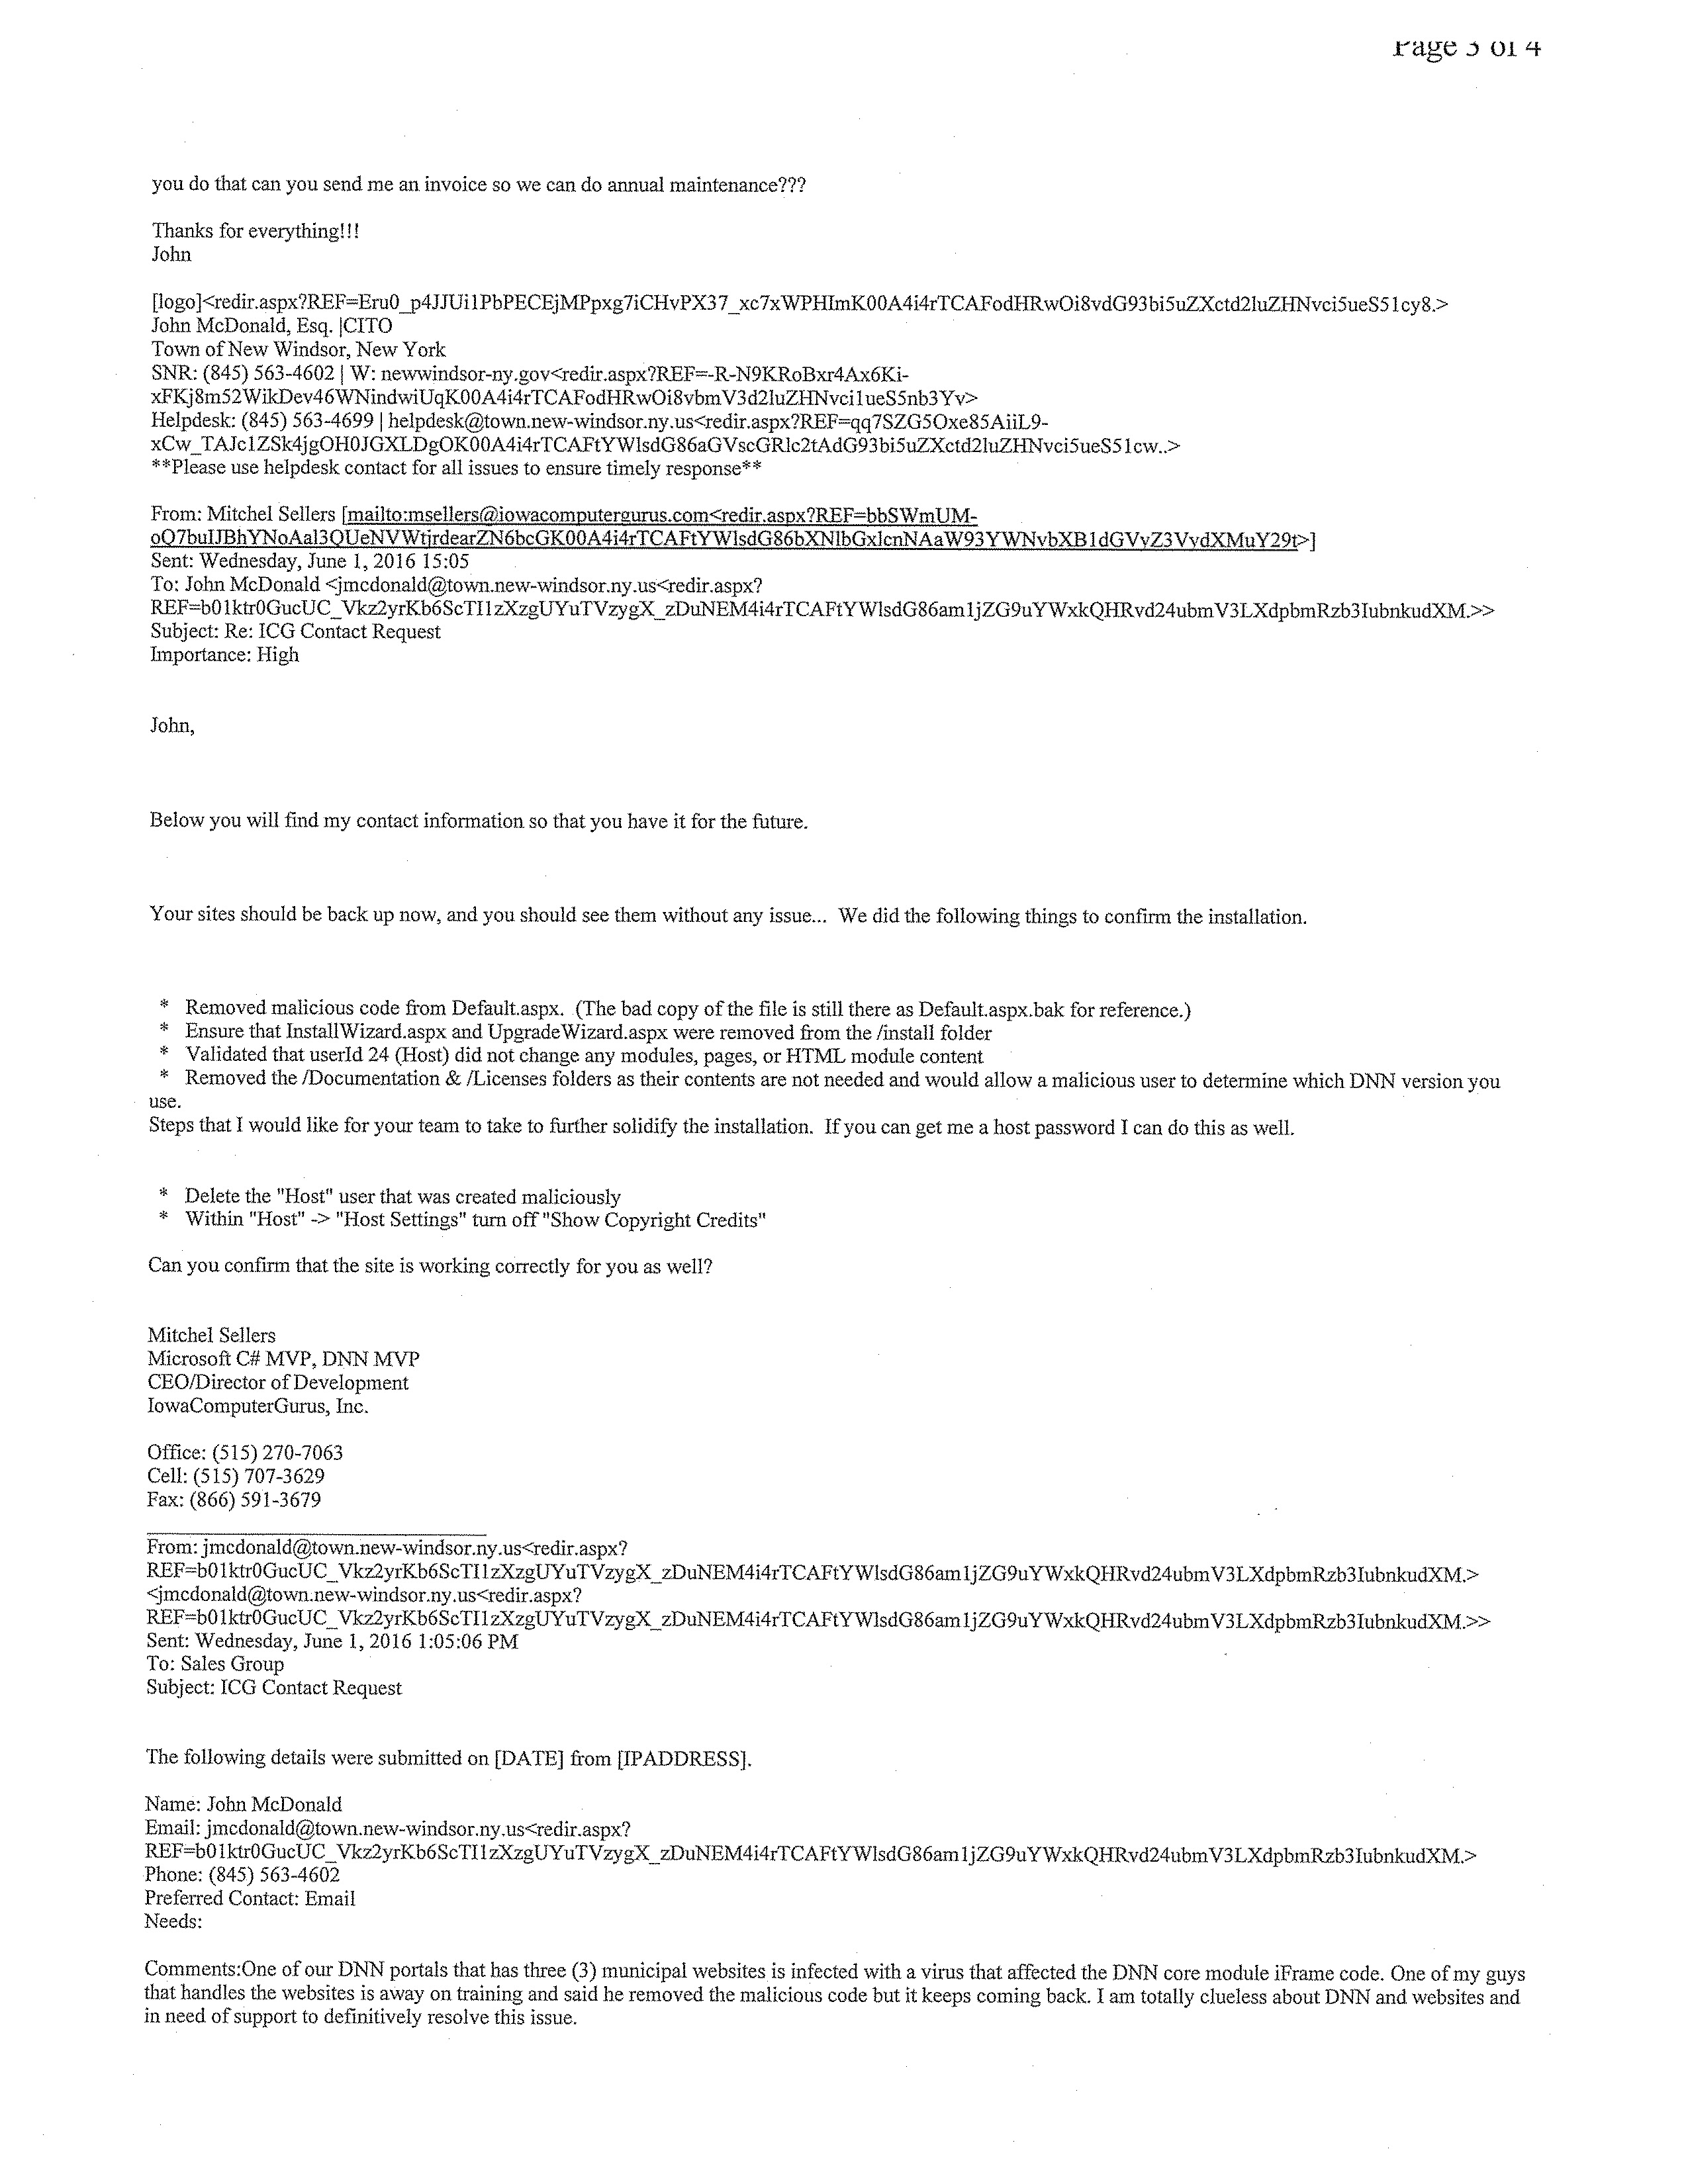 Page 3 of 4
you do that can you send me an invoice so we can do annual maintenance???
Thanks for everything!!!
John
[logo]<redir.aspx?REF=Eru0_p4JJUi1PbPECEjMPpxg7iCHvPX37_xc7xWPHImK00A4i4rTCAFodHRwOi8vdG93bi5uZXctd2luZHNvci5ueS51cy8.>
John McDonald, Esq. |CITO
Town of New Windsor, New York
SNR: (845) 563-4602 | W: newwindsor-ny.gov<redir.aspx?REF=-R-N9KRoBxr4Ax6Ki-
xFKj8m52WikDev46WNindwiUqK00A4i4rTCAFodHRwOi8vbmV3d2luZHNvci1ueS5nb3Yv>
Helpdesk: (845) 563-4699 | helpdesk@town.new-windsor.ny.us<redir.aspx?REF=qq7SZG5Oxe85AiiL9-
xCw_TAJc1ZSk4jgOH0JGXLDgOK00A4i4rTCAFtYWlsdG86aGVscGRlc2tAdG93bi5uZXctd2luZHNvci5ueS51cw..>
**Please use helpdesk contact for all issues to ensure timely response**
From: Mitchel Sellers [mailto:msellers@iowacomputergurus.com<redir.aspx?REF=bbSWmUM-
oQ7buIJBhYNoAal3QUeNVWtjrdearZN6bcGK00A4i4rTCAFtYWlsdG86bXNlbGxlcnNAaW93YWNvbXB1dGVyZ3VydXMuY29t>]
Sent: Wednesday, June 1, 2016 15:05
To: John McDonald <jmcdonald@town.new-windsor.ny.us<redir.aspx?
REF=b01ktr0GucUC_Vkz2yrKb6ScTI1zXzgUYuTVzygX_zDuNEM4i4rTCAFtYWlsdG86am1jZG9uYWxkQHRvd24ubmV3LXdpbmRzb3IubnkudXM.>>
Subject: Re: ICG Contact Request
Importance: High
John,
Below you will find my contact information so that you have it for the future.
Your sites should be back up now, and you should see them without any issue... We did the following things to confirm the installation.
* Removed malicious code from Default.aspx. (The bad copy of the file is still there as Default.aspx.bak for reference.)
* Ensure that InstallWizard.aspx and UpgradeWizard.aspx were removed from the /install folder
* Validated that userId 24 (Host) did not change any modules, pages, or HTML module content
* Removed the /Documentation & /Licenses folders as their contents are not needed and would allow a malicious user to determine which DNN version you
use.
Steps that I would like for your team to take to further solidify the installation. If you can get me a host password I can do this as well.
* Delete the "Host" user that was created maliciously
* Within "Host" -> "Host Settings" turn off "Show Copyright Credits"
Can you confirm that the site is working correctly for you as well?
Mitchel Sellers
Microsoft C# MVP, DNN MVP
CEO/Director of Development
IowaComputerGurus, Inc.
Office: (515) 270-7063
Cell: (515) 707-3629
Fax: (866) 591-3679
From: jmcdonald@town.new-windsor.ny.us<redir.aspx?
REF=b01ktr0GucUC_Vkz2yrKb6ScTI1zXzgUYuTVzygX_zDuNEM4i4rTCAFtYWlsdG86am1jZG9uYWxkQHRvd24ubmV3LXdpbmRzb3IubnkudXM.>
<jmcdonald@town.new-windsor.ny.us<redir.aspx?
REF=b01ktr0GucUC_Vkz2yrKb6ScTI1zXzgUYuTVzygX_zDuNEM4i4rTCAFtYWlsdG86am1jZG9uYWxkQHRvd24ubmV3LXdpbmRzb3IubnkudXM.>>
Sent: Wednesday, June 1, 2016 1:05:06 PM
To: Sales Group
Subject: ICG Contact Request
The following details were submitted on [DATE] from [IPADDRESS].
Name: John McDonald
Email: jmcdonald@town.new-windsor.ny.us<redir.aspx?
REF=b01ktr0GucUC_Vkz2yrKb6ScTI1zXzgUYuTVzygX_zDuNEM4i4rTCAFtYWlsdG86am1jZG9uYWxkQHRvd24ubmV3LXdpbmRzb3IubnkudXM.>
Phone: (845) 563-4602
Preferred Contact: Email
Needs:
Comments:One of our DNN portals that has three (3) municipal websites is infected with a virus that affected the DNN core module iFrame code. One of my guys
that handles the websites is away on training and said he removed the malicious code but it keeps coming back. I am totally clueless about DNN and websites and
in need of support to definitively resolve this issue.